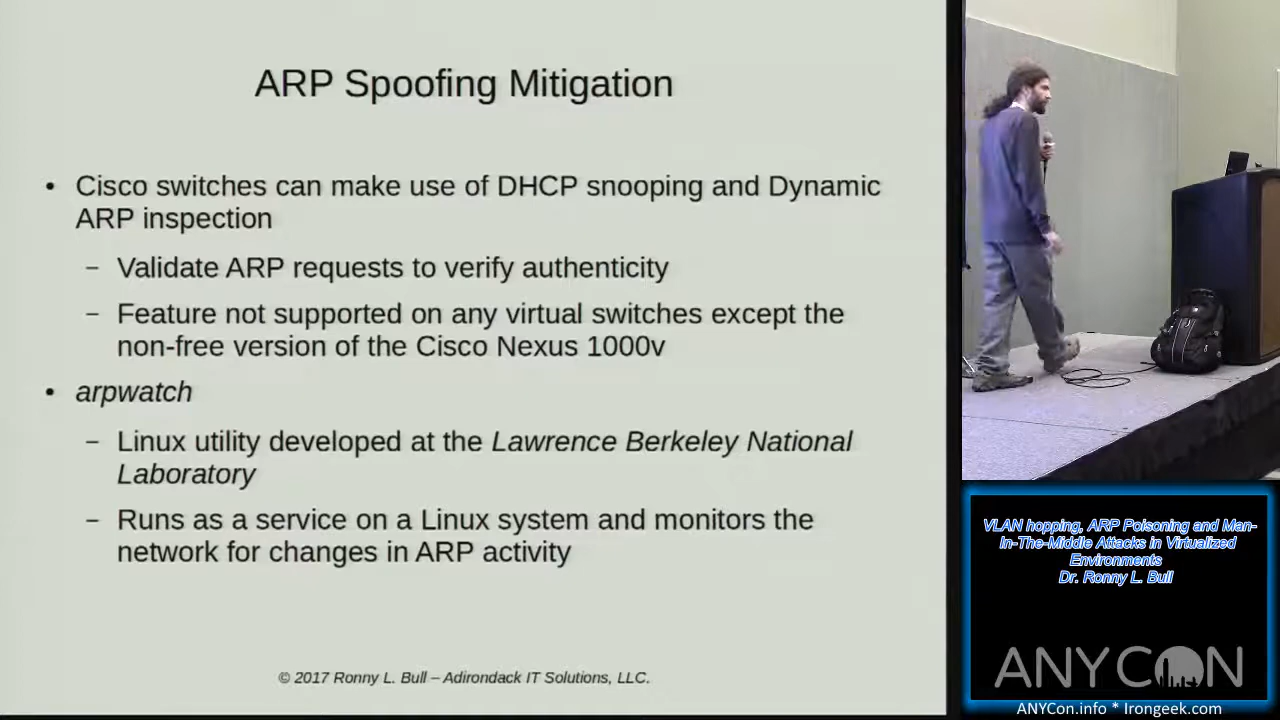 ARP Spoofing Mitigation
• Cisco switches can make use of DHCP snooping and Dynamic
ARP inspection
– Validate ARP requests to verify authenticity
– Feature not supported on any virtual switches except the
non-free version of the Cisco Nexus 1000v
• arpwatch
– Linux utility developed at the Lawrence Berkeley National
Laboratory
– Runs as a service on a Linux system and monitors the
network for changes in ARP activity
© 2017 Ronny L. Bull – Adirondack IT Solutions, LLC.
VLAN hopping, ARP Poisoning and Man-
In-The-Middle Attacks in Virtualized
Environments
Dr. Ronny L. Bull
ANYCON
ANYCon.info * Irongeek.com